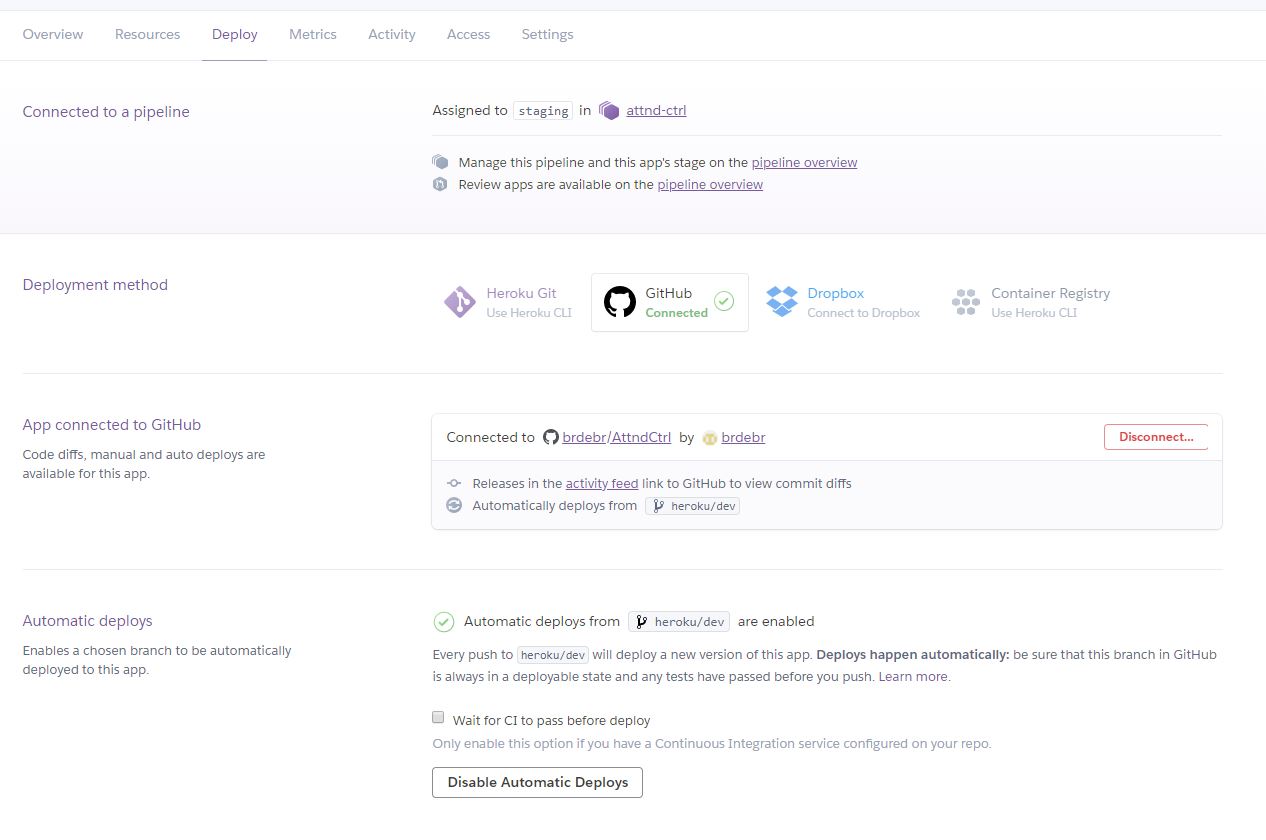 Overview Resources Deploy Metrics Activity Access Settings
Connected to a pipeline
Assigned to staging in attnd-ctrl
Manage this pipeline and this app's stage on the pipeline overview
Review apps are available on the pipeline overview
Deployment method
Heroku Git
Use Heroku CLI
GitHub
Connected
Dropbox
Connect to Dropbox
Container Registry
Use Heroku CLI
App connected to GitHub
Code diffs, manual and auto deploys are
available for this app.
Connected to brdebr/AttndCtrl by brdebr
Disconnect...
Releases in the activity feed link to GitHub to view commit diffs
Automatically deploys from heroku/dev
Automatic deploys
Enables a chosen branch to be automatically
deployed to this app.
Automatic deploys from heroku/dev are enabled
Every push to heroku/dev will deploy a new version of this app. Deploys happen automatically: be sure that this branch in GitHub
is always in a deployable state and any tests have passed before you push. Learn more.
Wait for CI to pass before deploy
Only enable this option if you have a Continuous Integration service configured on your repo.
Disable Automatic Deploys